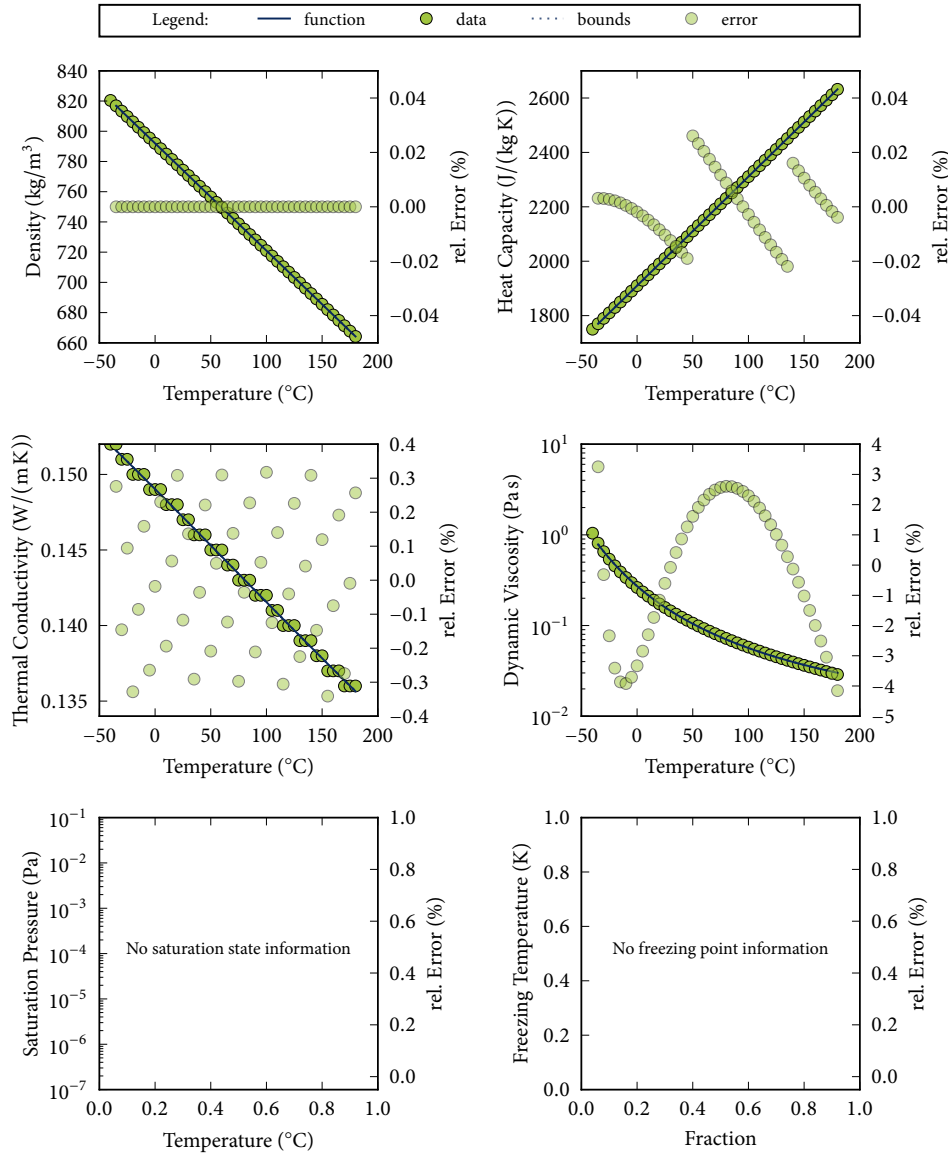 Legend: function data bounds error
840
820
800
780
760
740
720
700
680
660
Density (kg/m³)
0.04
0.02
0.00
−0.02
−0.04
rel. Error (%)
−50 0 50 100 150 200
Temperature (°C)
2600
2400
2200
2000
1800
Heat Capacity (J/(kg K))
0.04
0.02
0.00
−0.02
−0.04
rel. Error (%)
−50 0 50 100 150 200
Temperature (°C)
0.150
0.145
0.140
0.135
Thermal Conductivity (W/(m K))
0.4
0.3
0.2
0.1
0.0
−0.1
−0.2
−0.3
−0.4
rel. Error (%)
−50 0 50 100 150 200
Temperature (°C)
10¹
10⁰
10⁻¹
10⁻²
Dynamic Viscosity (Pa s)
4
3
2
1
0
−1
−2
−3
−4
−5
rel. Error (%)
−50 0 50 100 150 200
Temperature (°C)
10⁻¹
10⁻²
10⁻³
10⁻⁴
10⁻⁵
10⁻⁶
10⁻⁷
Saturation Pressure (Pa)
No saturation state information
1.0
0.8
0.6
0.4
0.2
0.0
rel. Error (%)
0.0 0.2 0.4 0.6 0.8 1.0
Temperature (°C)
1.0
0.8
0.6
0.4
0.2
0.0
Freezing Temperature (K)
No freezing point information
1.0
0.8
0.6
0.4
0.2
0.0
rel. Error (%)
0.0 0.2 0.4 0.6 0.8 1.0
Fraction